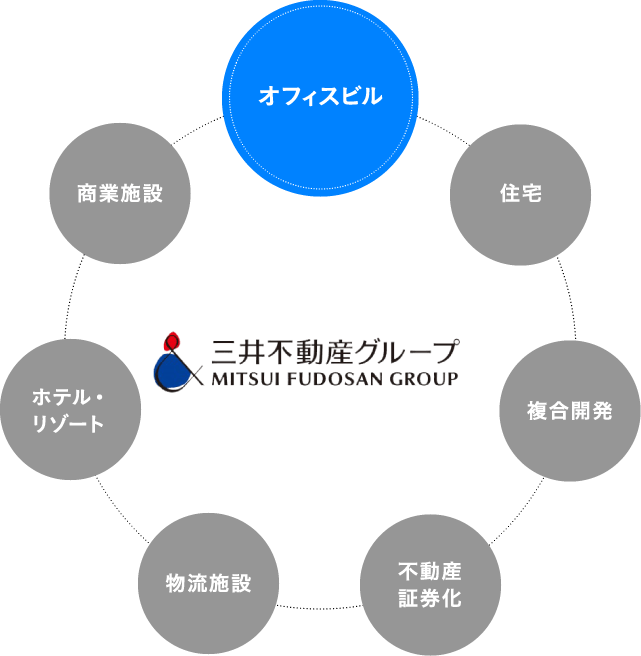 オフィスビル
商業施設
住宅
三井不動産グループ
MITSUI FUDOSAN GROUP
ホテル・
リゾート
複合開発
物流施設
不動産
証券化